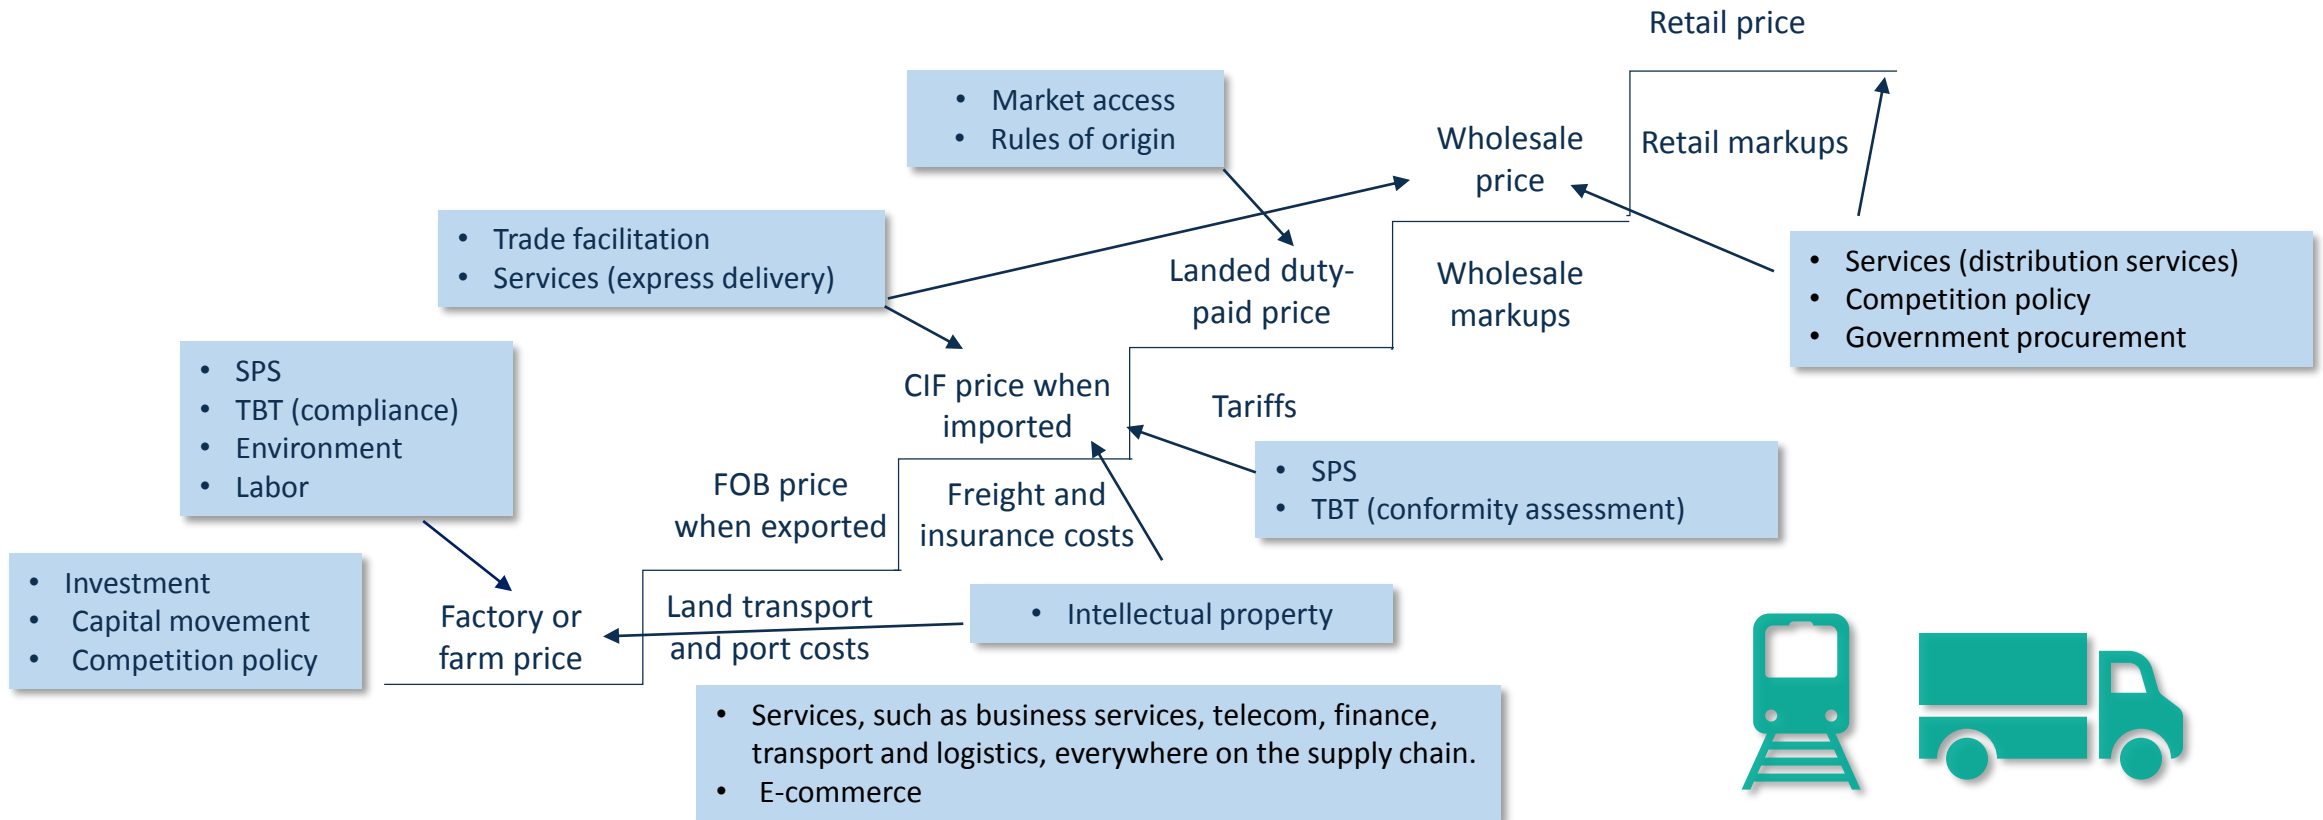 Retail price
• Market access
• Rules of origin
Wholesale
price
Retail markups
• Trade facilitation
• Services (express delivery)
Landed duty-
paid price
Wholesale
markups
• Services (distribution services)
• Competition policy
• Government procurement
• SPS
• TBT (compliance)
• Environment
• Labor
CIF price when
imported
Tariffs
• SPS
• TBT (conformity assessment)
FOB price
when exported
Freight and
insurance costs
• Investment
• Capital movement
• Competition policy
Factory or
farm price
Land transport
and port costs
• Intellectual property
• Services, such as business services, telecom, finance,
transport and logistics, everywhere on the supply chain.
• E-commerce